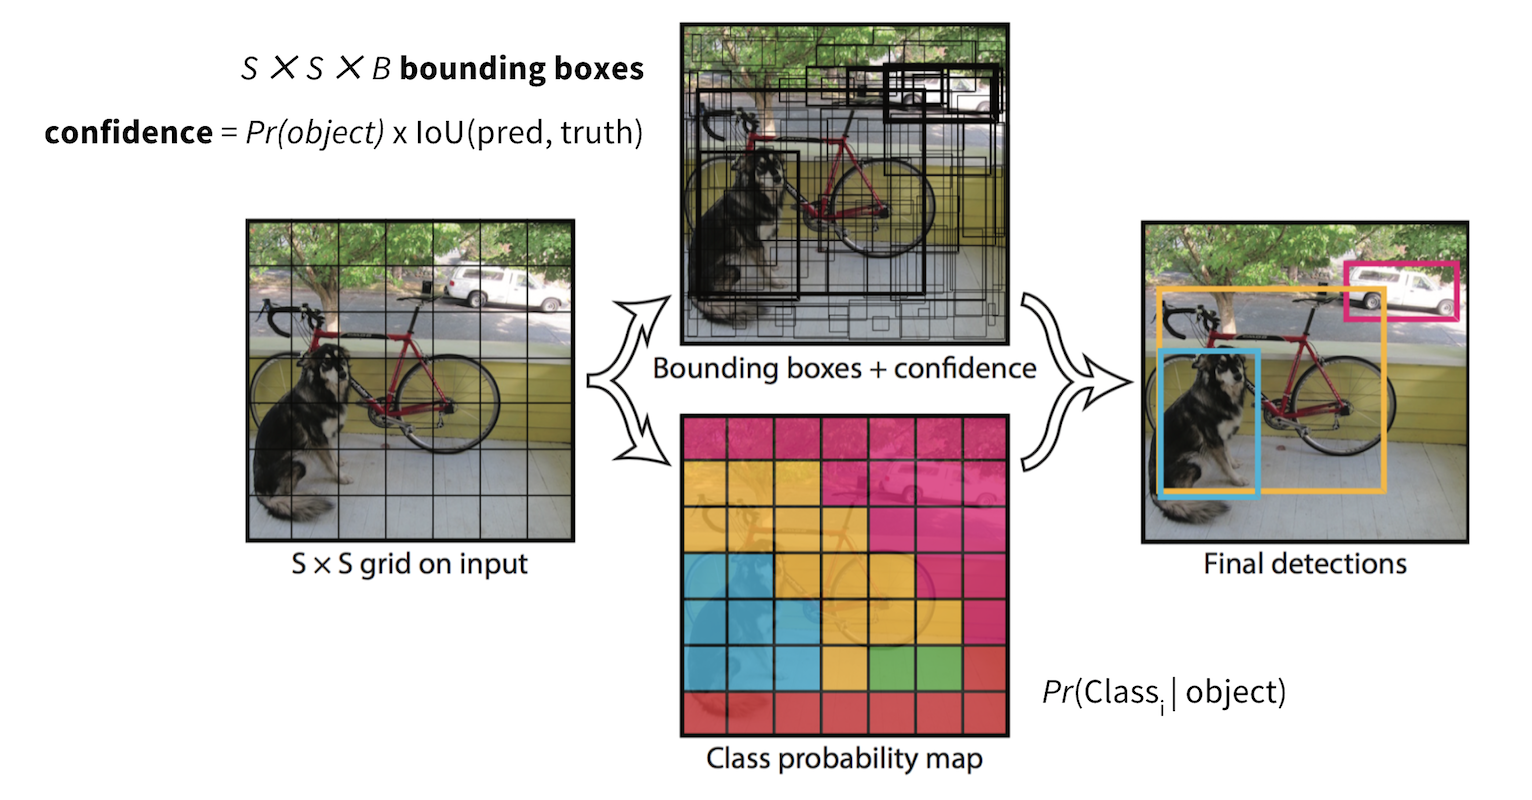 S × S × B bounding boxes
confidence = Pr(object) x IoU(pred, truth)
S × S grid on input
Bounding boxes + confidence
Class probability map
Pr(Classᵢ | object)
Final detections